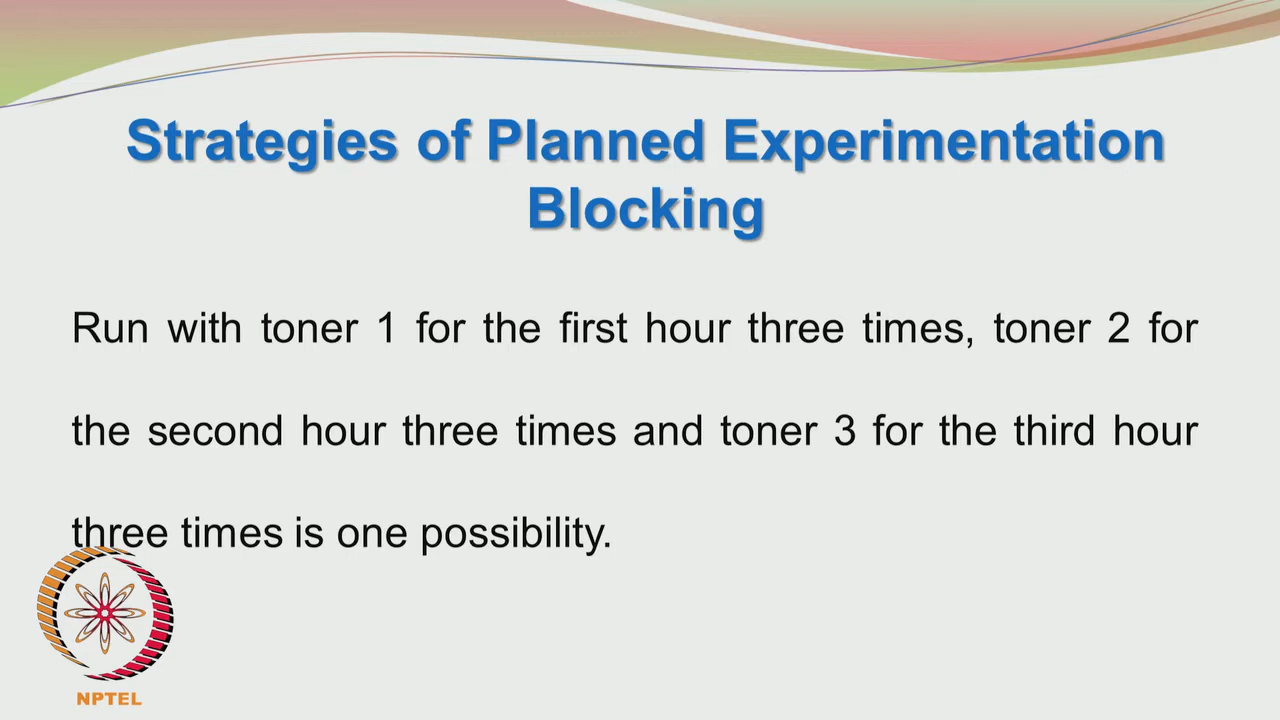 Strategies of Planned Experimentation
Blocking
Run with toner 1 for the first hour three times, toner 2 for
the second hour three times and toner 3 for the third hour
three times is one possibility.
NPTEL